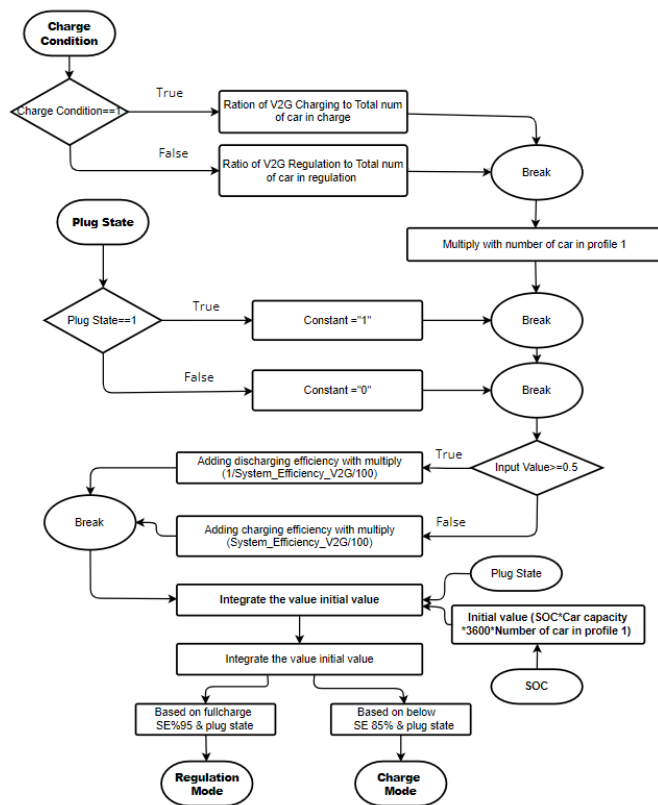 Charge
Condition
Charge Condition==1
True
Ration of V2G Charging to Total num
of car in charge
False
Ratio of V2G Regulation to Total num
of car in regulation
Break
Plug State
Multiply with number of car in profile 1
Plug State==1
True
Constant ="1"
Break
False
Constant ="0"
Break
Adding discharging efficiency with multiply
(1/System_Efficiency_V2G/100)
True
Input Value>=0.5
Break
False
Adding charging efficiency with multiply
(System_Efficiency_V2G/100)
Plug State
Integrate the value initial value
Initial value (SOC*Car capacity
*3600*Number of car in profile 1)
Integrate the value initial value
SOC
Based on fullcharge
SE%95 & plug state
Based on below
SE 85% & plug state
Regulation
Mode
Charge
Mode